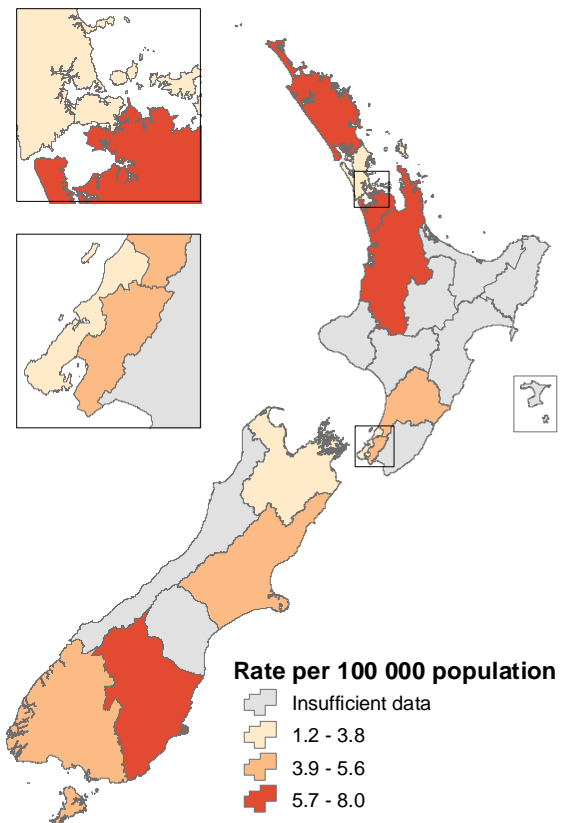 Rate per 100 000 population
Insufficient data
1.2 - 3.8
3.9 - 5.6
5.7 - 8.0